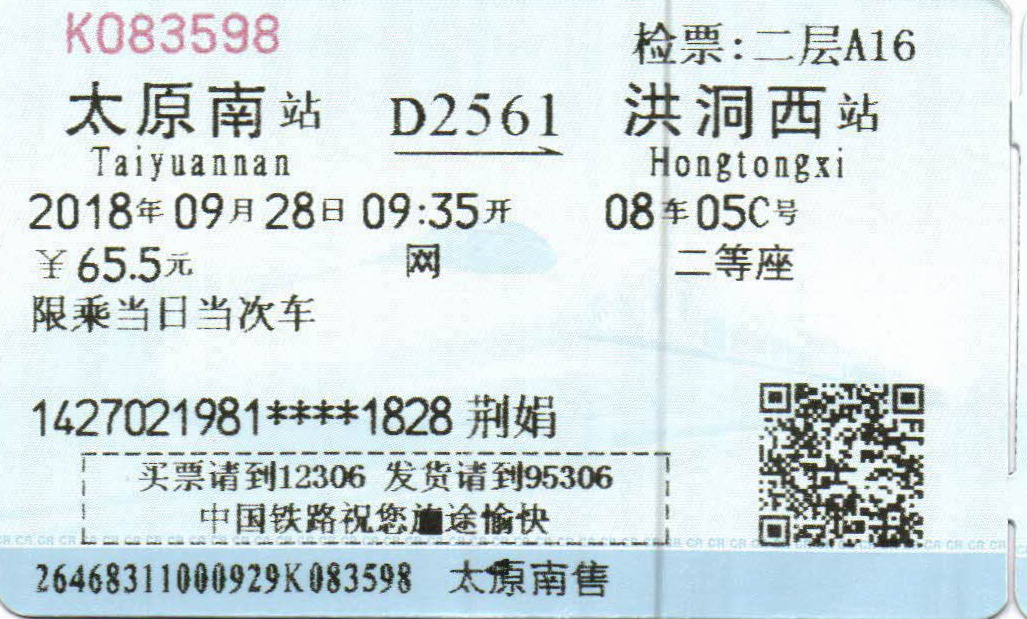 K083598
检票:二层A16
太原南站 D2561 洪洞西站
Taiyuannan Hongtongxi
2018年09月28日09:35开 08车05C号
￥65.5元 网 二等座
限乘当日当次车
1427021981****1828 荆娟
买票请到12306 发货请到95306
中国铁路祝您旅途愉快
26468311000929K083598 太原南售